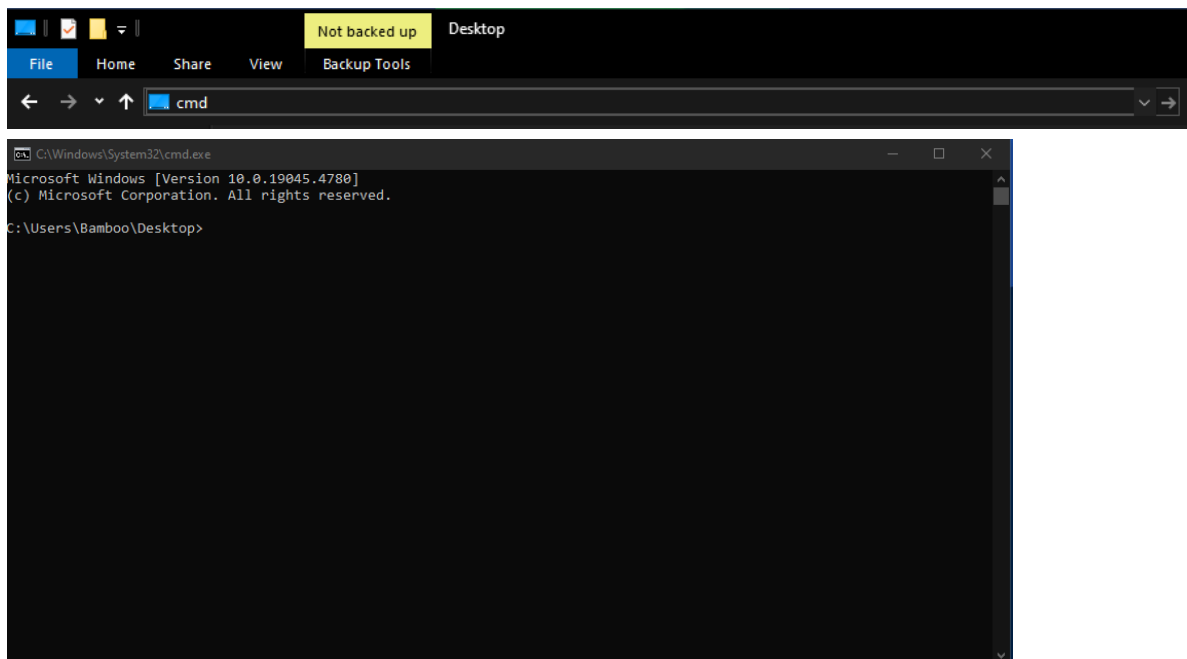 Not backed up Desktop
File Home Share View Backup Tools
cmd
C:\Windows\System32\cmd.exe
Microsoft Windows [Version 10.0.19045.4780]
(c) Microsoft Corporation. All rights reserved.
C:\Users\Bamboo\Desktop>